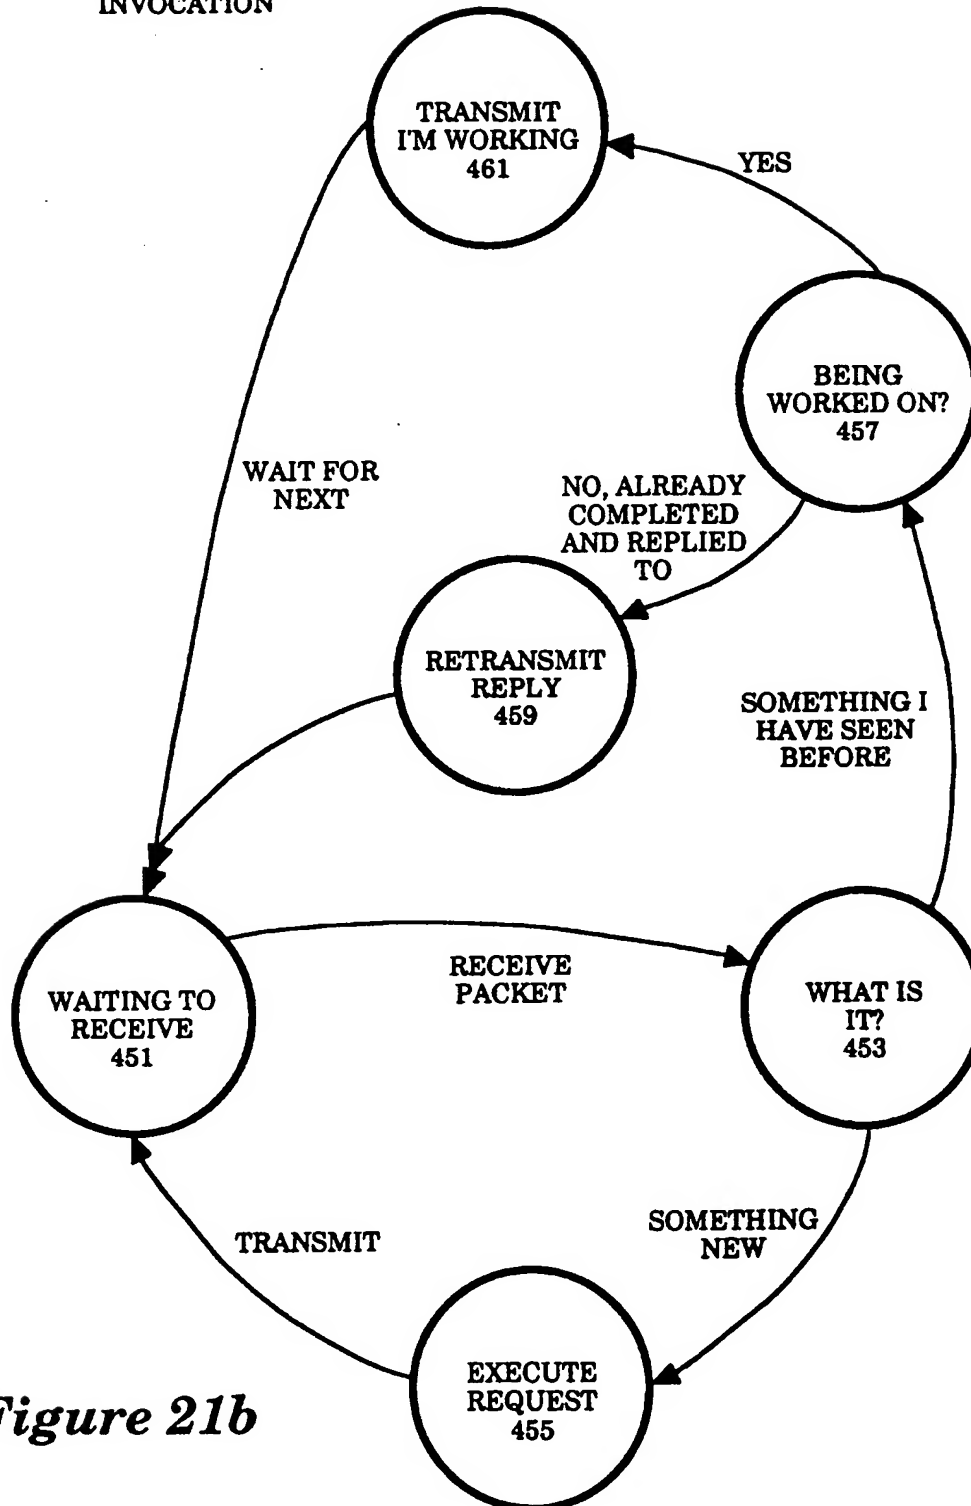 INVOCATION
TRANSMIT
I'M WORKING
461
YES
BEING
WORKED ON?
457
WAIT FOR
NEXT
NO, ALREADY
COMPLETED
AND REPLIED
TO
RETRANSMIT
REPLY
459
SOMETHING I
HAVE SEEN
BEFORE
RECEIVE
PACKET
WAITING TO
RECEIVE
451
WHAT IS
IT?
453
SOMETHING
NEW
TRANSMIT
EXECUTE
REQUEST
455
Figure 21b